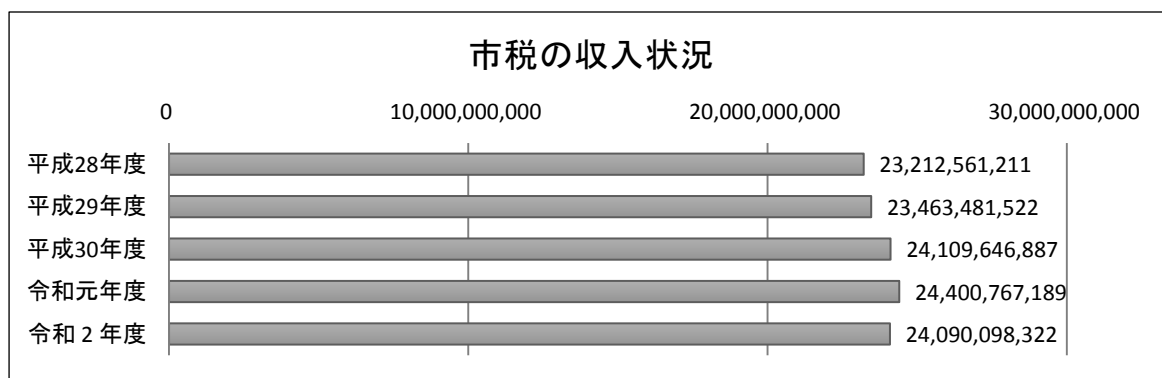 市税の収入状況
0 10,000,000,000 20,000,000,000 30,000,000,000
平成28年度 23,212,561,211
平成29年度 23,463,481,522
平成30年度 24,109,646,887
令和元年度 24,400,767,189
令和２年度 24,090,098,322